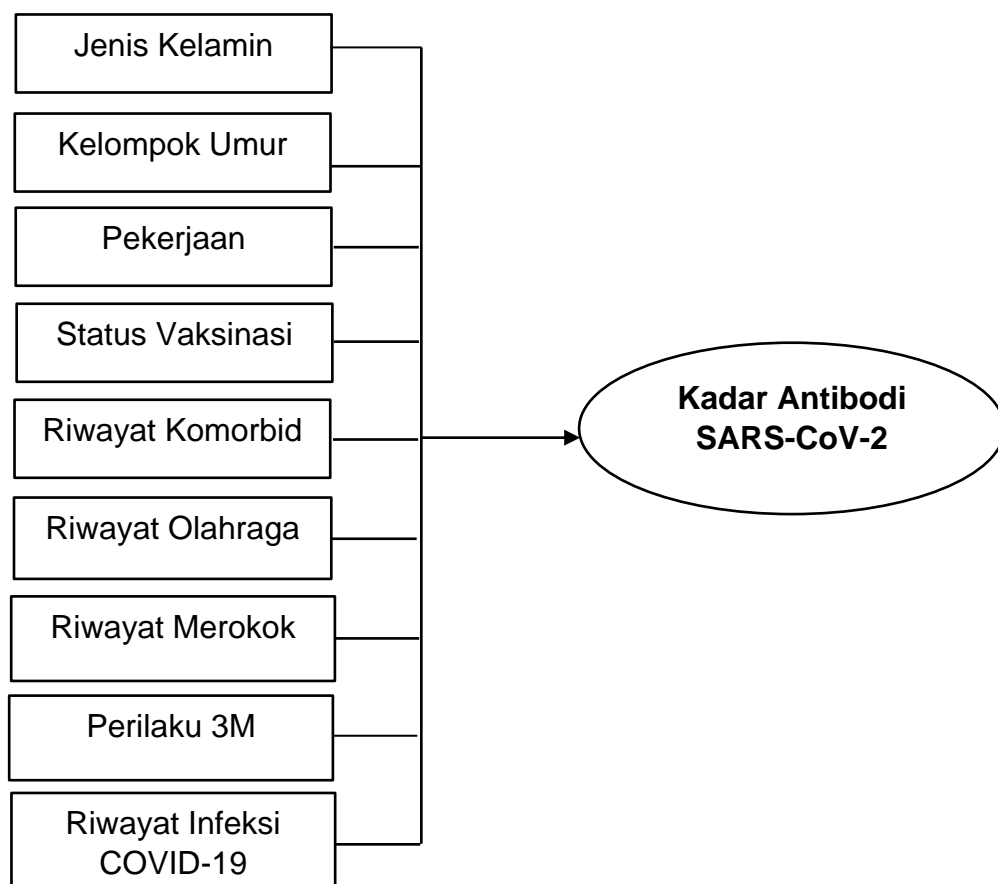 Jenis Kelamin
Kelompok Umur
Pekerjaan
Status Vaksinasi
Riwayat Komorbid
Riwayat Olahraga
Riwayat Merokok
Perilaku 3M
Riwayat Infeksi
COVID-19
Kadar Antibodi
SARS-CoV-2